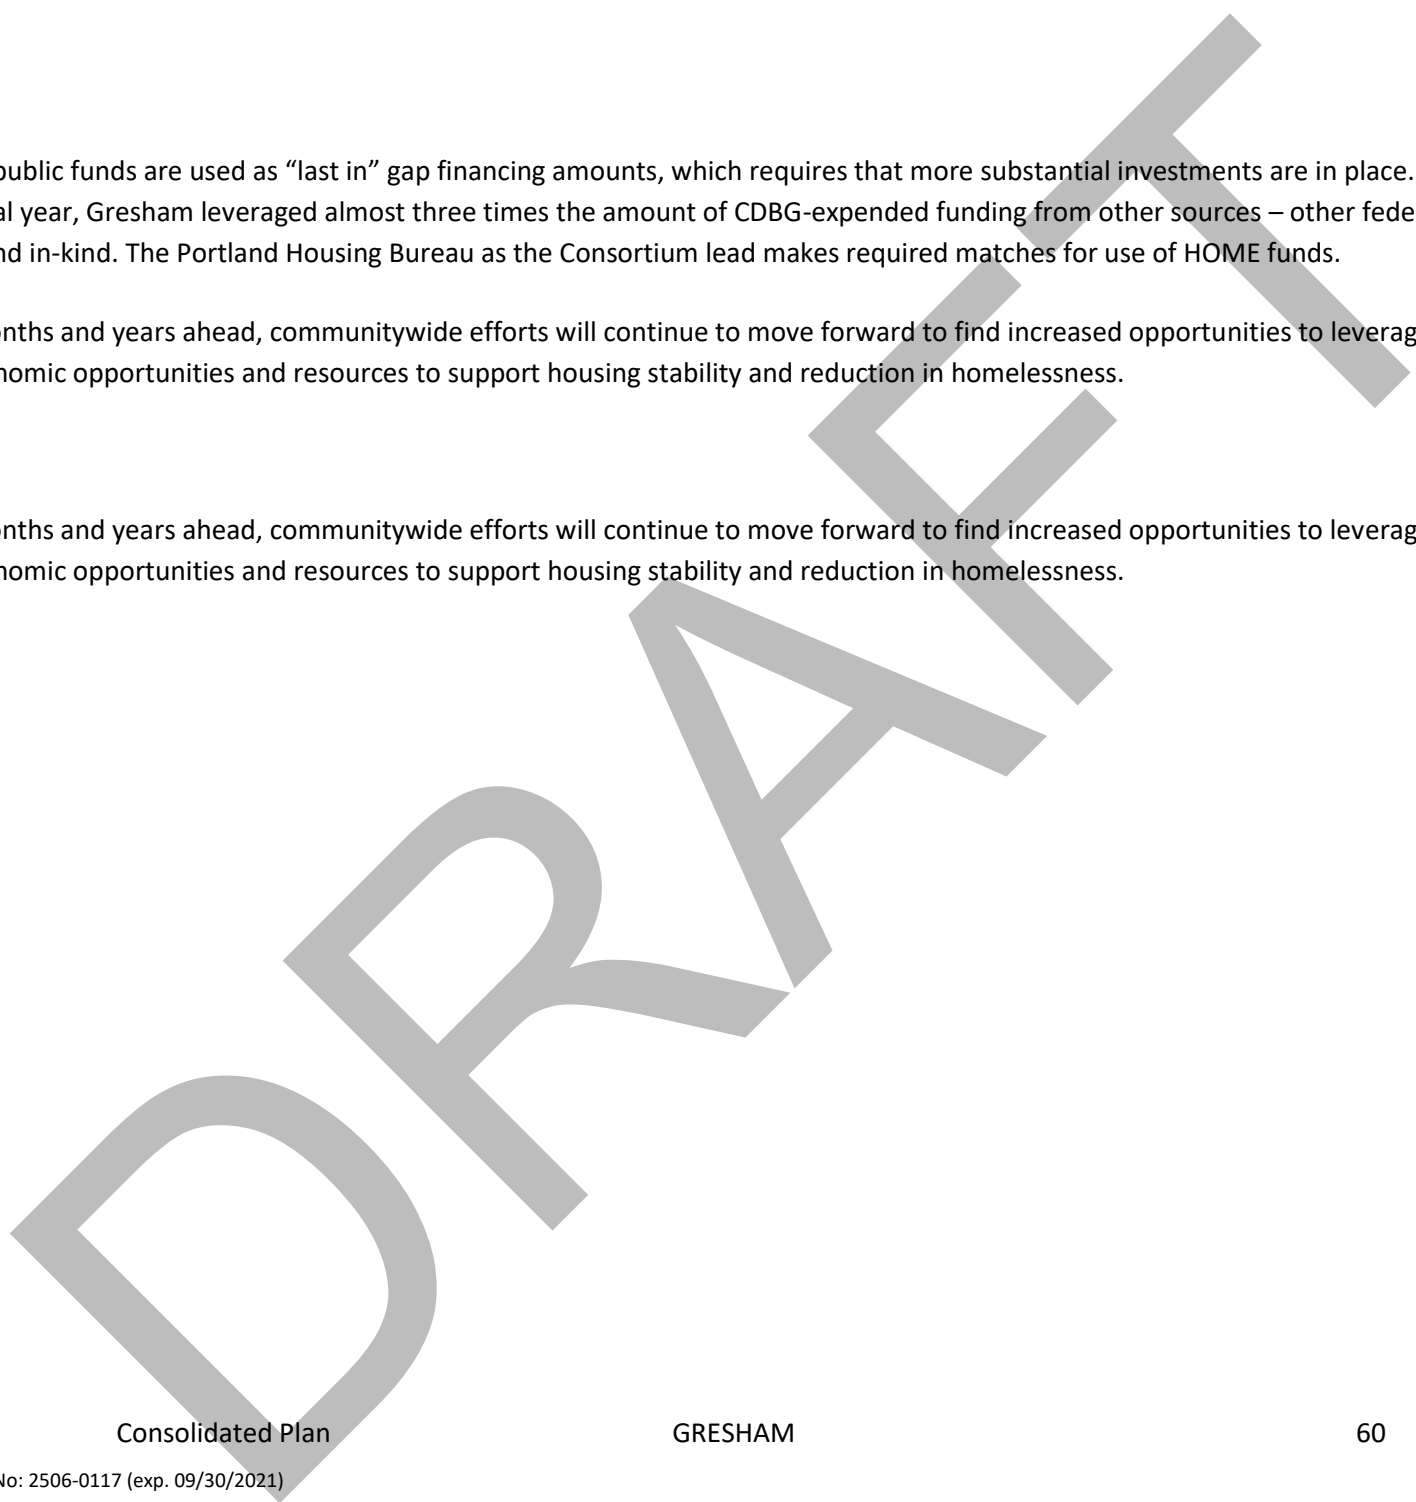 public funds are used as “last in” gap financing amounts, which requires that more substantial investments are in place.
al year, Gresham leveraged almost three times the amount of CDBG-expended funding from other sources – other fede
nd in-kind. The Portland Housing Bureau as the Consortium lead makes required matches for use of HOME funds.
onths and years ahead, communitywide efforts will continue to move forward to find increased opportunities to leverag
nomic opportunities and resources to support housing stability and reduction in homelessness.
onths and years ahead, communitywide efforts will continue to move forward to find increased opportunities to leverag
nomic opportunities and resources to support housing stability and reduction in homelessness.
DRAFT
Consolidated Plan GRESHAM 60
No: 2506-0117 (exp. 09/30/2021)